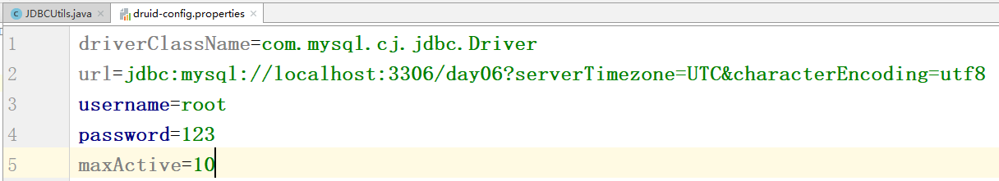 JDBCUtils.java druid-config.properties
1 driverClassName=com.mysql.cj.jdbc.Driver
2 url=jdbc:mysql://localhost:3306/day06?serverTimezone=UTC&characterEncoding=utf8
3 username=root
4 password=123
5 maxActive=10